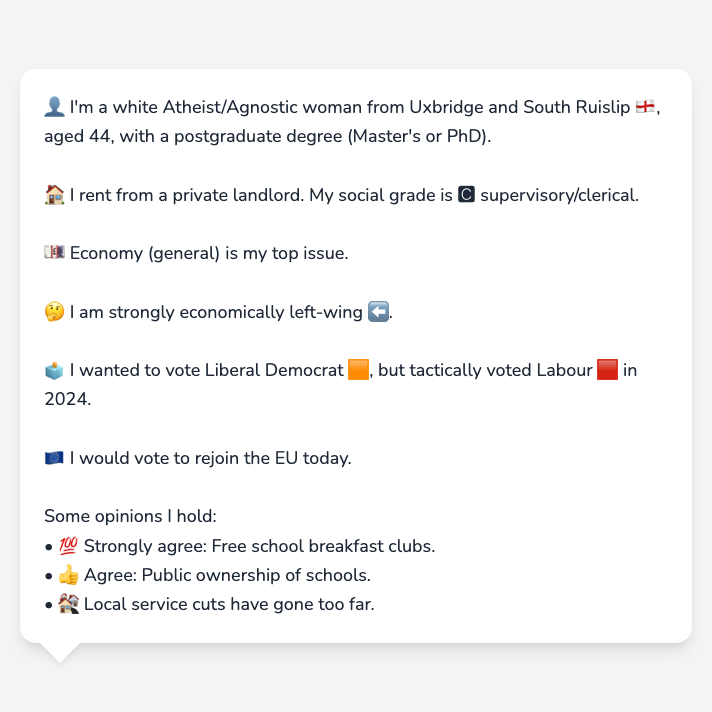 👤 I'm a white Atheist/Agnostic woman from Uxbridge and South Ruislip 🏴󠁧󠁢󠁥󠁮󠁧󠁿,
aged 44, with a postgraduate degree (Master's or PhD).
🏠 I rent from a private landlord. My social grade is 🅲 supervisory/clerical.
💷 Economy (general) is my top issue.
🤔 I am strongly economically left-wing ⬅️.
🗳️ I wanted to vote Liberal Democrat 🟧, but tactically voted Labour 🟥 in
2024.
🇪🇺 I would vote to rejoin the EU today.
Some opinions I hold:
• 💯 Strongly agree: Free school breakfast clubs.
• 👍 Agree: Public ownership of schools.
• 🏚️ Local service cuts have gone too far.